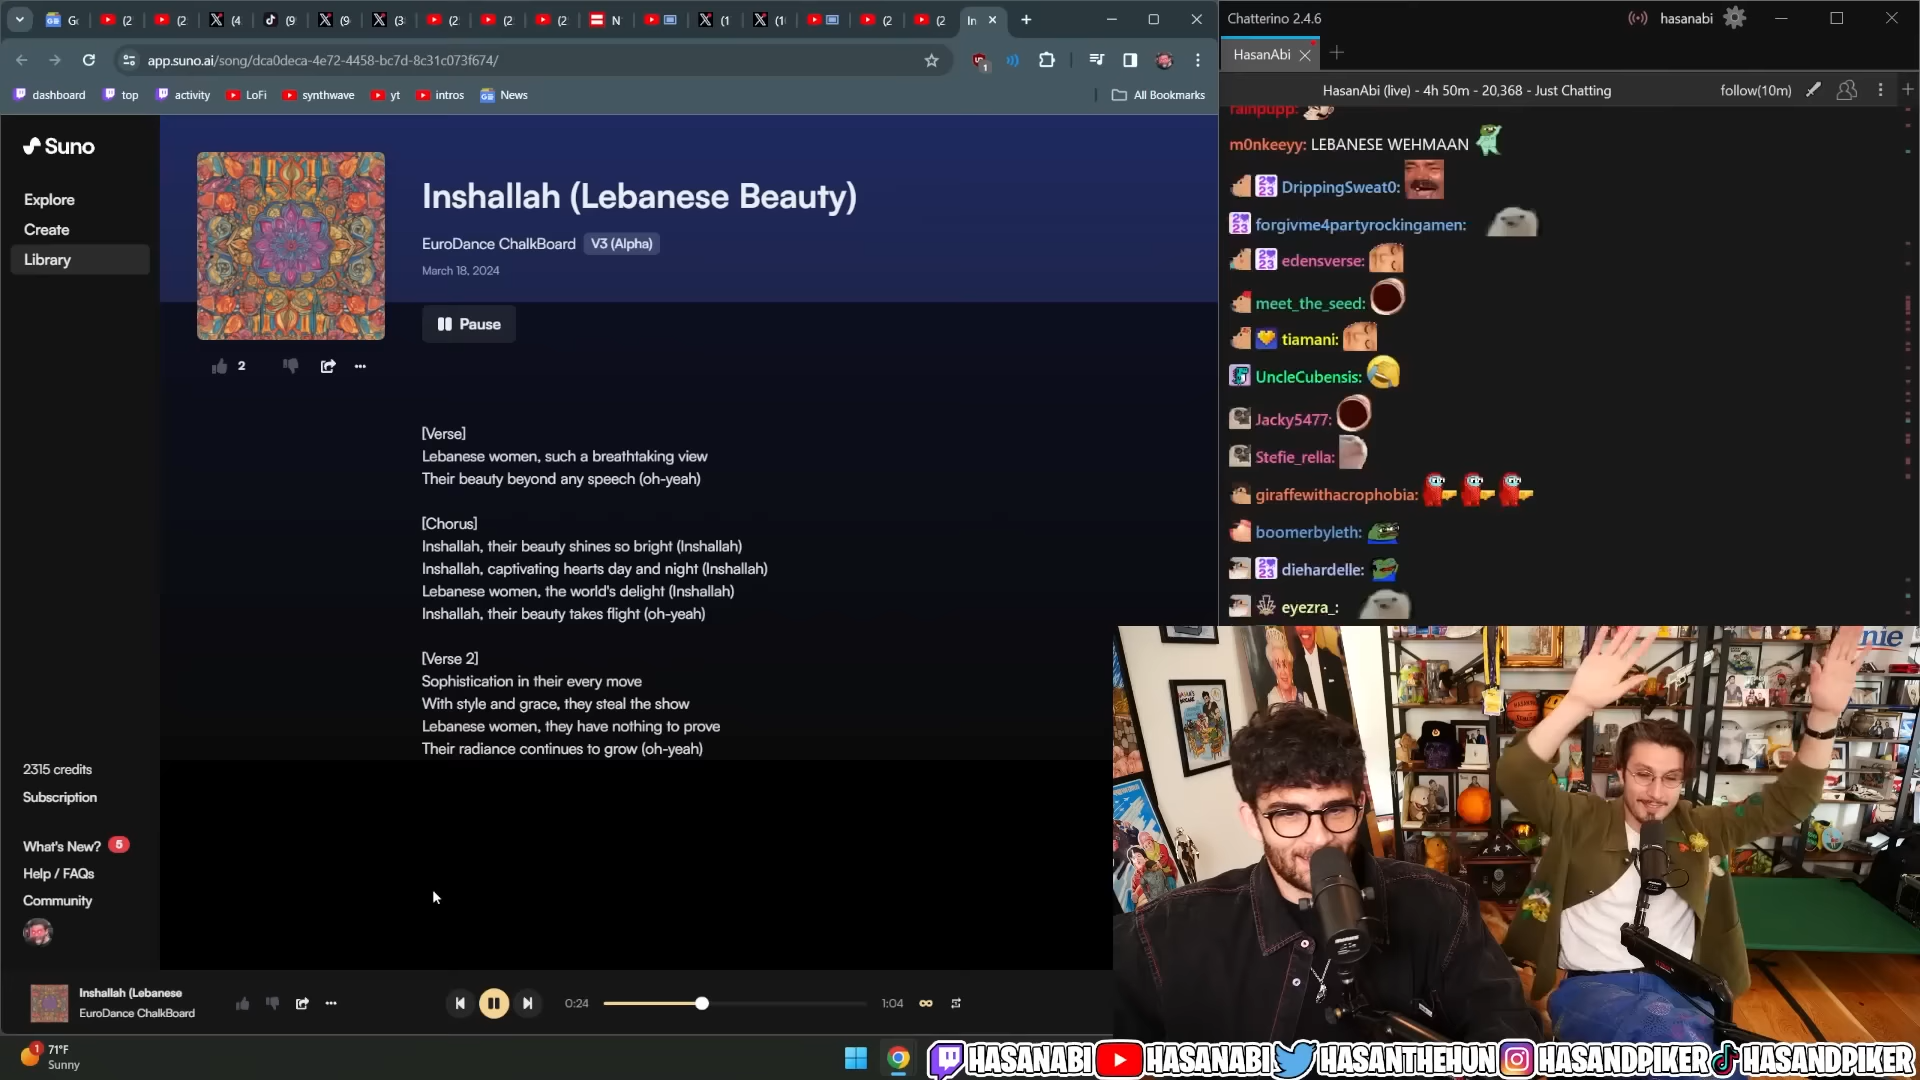 app.suno.ai/song/dca0deca-4e72-4458-bc7d-8c31c073f674/
dashboard
top
activity
LoFi
synthwave
yt
intros
News
All Bookmarks
Suno
Explore
Create
Library
Inshallah (Lebanese Beauty)
EuroDance ChalkBoard V3 (Alpha)
March 18, 2024
Pause
2
[Verse]
Lebanese women, such a breathtaking view
Their beauty beyond any speech (oh-yeah)
[Chorus]
Inshallah, their beauty shines so bright (Inshallah)
Inshallah, captivating hearts day and night (Inshallah)
Lebanese women, the world's delight (Inshallah)
Inshallah, their beauty takes flight (oh-yeah)
[Verse 2]
Sophistication in their every move
With style and grace, they steal the show
Lebanese women, they have nothing to prove
Their radiance continues to grow (oh-yeah)
2315 credits
Subscription
What's New? 5
Help / FAQs
Community
Inshallah (Lebanese
EuroDance ChalkBoard
0:24
1:04
1
71°F
Sunny
Chatterino 2.4.6
hasanabi
HasanAbi
HasanAbi (live) - 4h 50m - 20,368 - Just Chatting
follow(10m)
rainpupp:
m0nkeeyy: LEBANESE WEHMAAN
DrippingSweat0:
forgivme4partyrockingamen:
edensverse:
meet_the_seed:
tiamani:
UncleCubensis:
Jacky5477:
Stefie_rella:
giraffewithacrophobia:
boomerbyleth:
diehardelle:
eyezra_:
nie
HASANABI
HASANABI
HASANTHEHUN
HASANDPIKER
HASANDPIKER